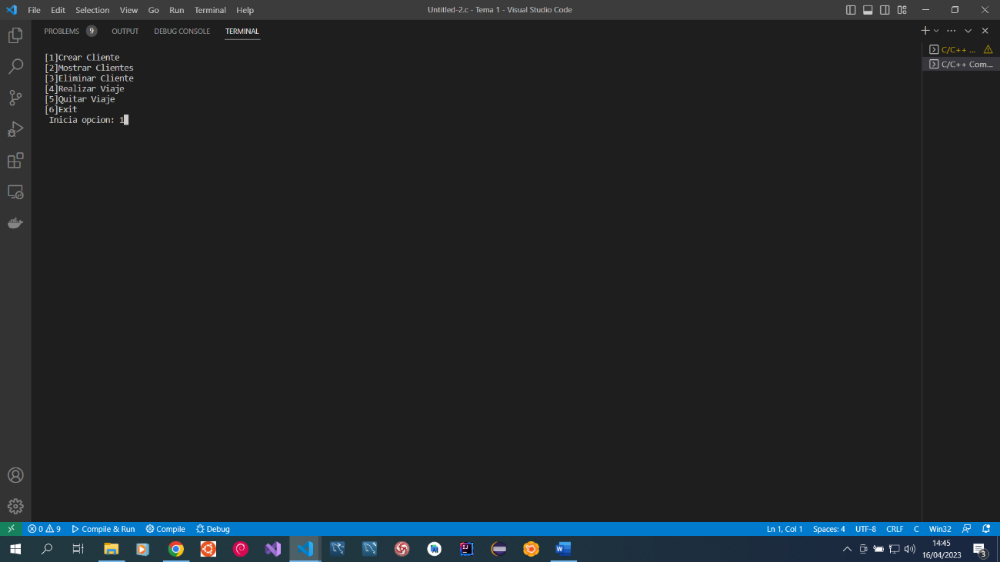 File Edit Selection View Go Run Terminal Help
Untitled-2.c - Tema 1 - Visual Studio Code
PROBLEMS 9 OUTPUT DEBUG CONSOLE TERMINAL
[1]Crear Cliente
[2]Mostrar Clientes
[3]Eliminar Cliente
[4]Realizar Viaje
[5]Quitar Viaje
[6]Exit
Inicia opcion: 1
C/C++ ...
C/C++ Com...
0 9 Compile & Run Compile Debug
Ln 1, Col 1 Spaces: 4 UTF-8 CRLF C Win32
14:45
16/04/2023
3